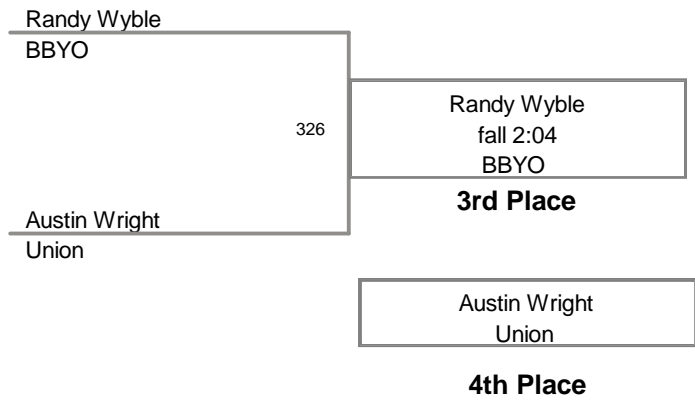 Randy Wyble
BBYO
326
Randy Wyble
fall 2:04
BBYO
3rd Place
Austin Wright
Union
Austin Wright
Union
4th Place